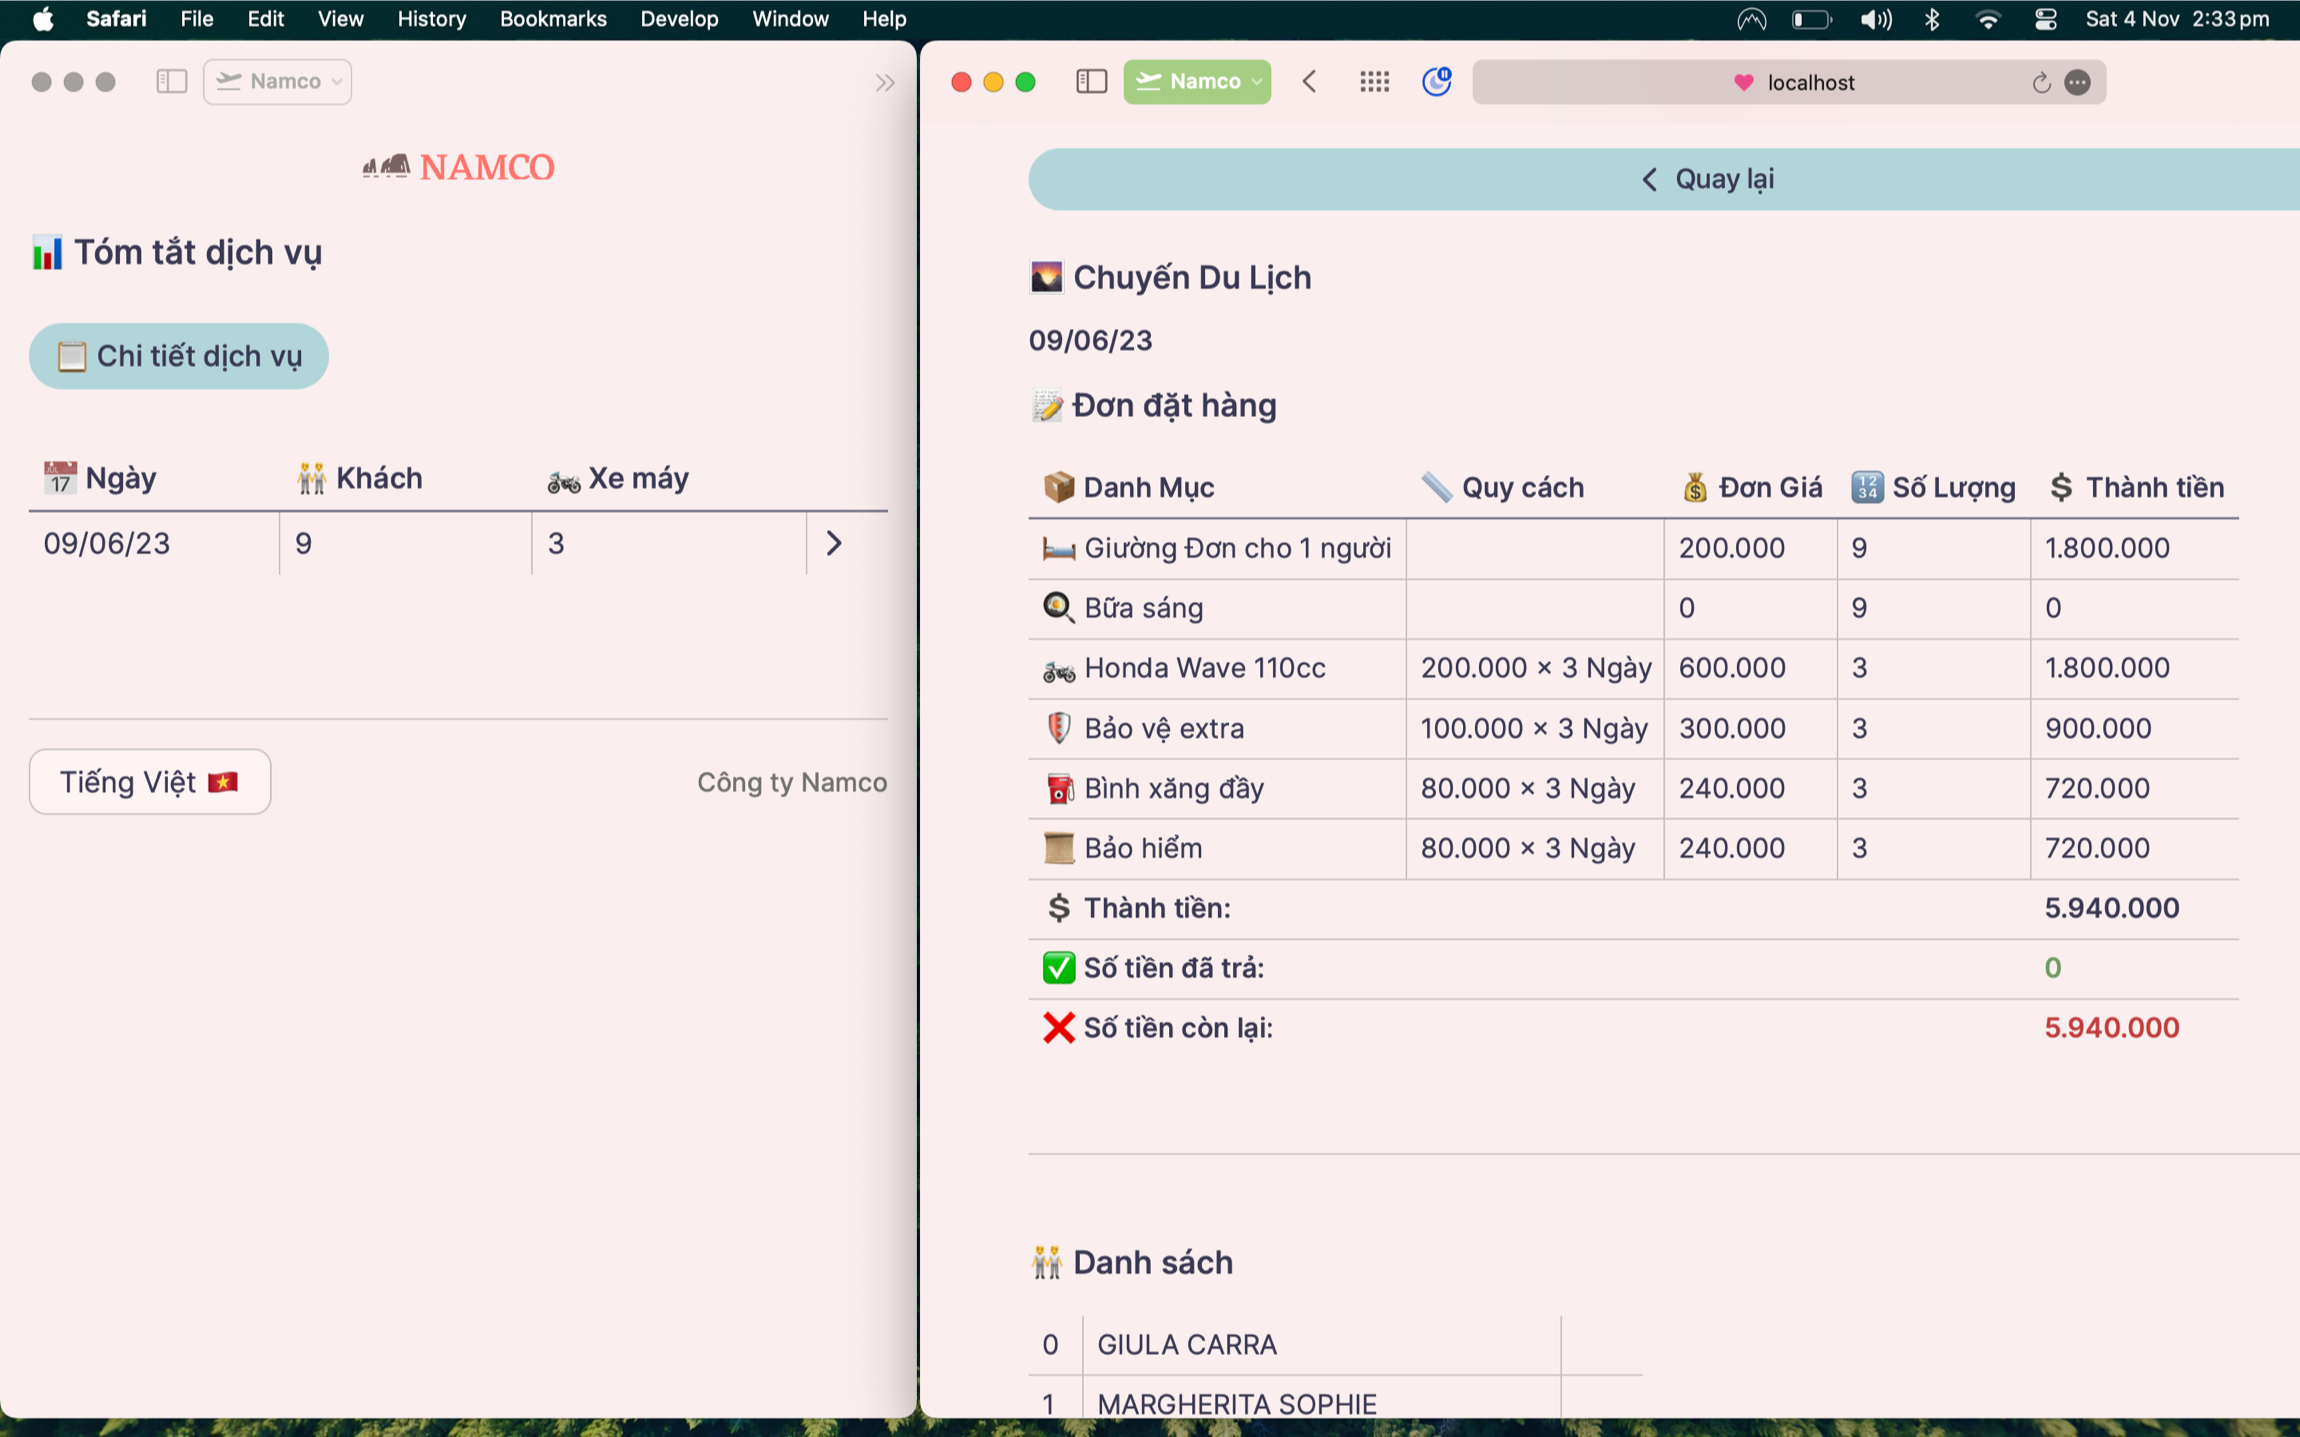 Safari File Edit View History Bookmarks Develop Window Help Sat 4 Nov 2:33 pm
Namco
NAMCO
Tóm tắt dịch vụ
Chi tiết dịch vụ
Ngày Khách Xe máy
09/06/23 9 3
Tiếng Việt Công ty Namco
Namco localhost
Quay lại
Chuyến Du Lịch
09/06/23
Đơn đặt hàng
Danh Mục Quy cách Đơn Giá Số Lượng Thành tiền
Giường Đơn cho 1 người 200.000 9 1.800.000
Bữa sáng 0 9 0
Honda Wave 110cc 200.000 × 3 Ngày 600.000 3 1.800.000
Bảo vệ extra 100.000 × 3 Ngày 300.000 3 900.000
Bình xăng đầy 80.000 × 3 Ngày 240.000 3 720.000
Bảo hiểm 80.000 × 3 Ngày 240.000 3 720.000
Thành tiền: 5.940.000
Số tiền đã trả: 0
Số tiền còn lại: 5.940.000
Danh sách
0 GIULA CARRA
1 MARGHERITA SOPHIE